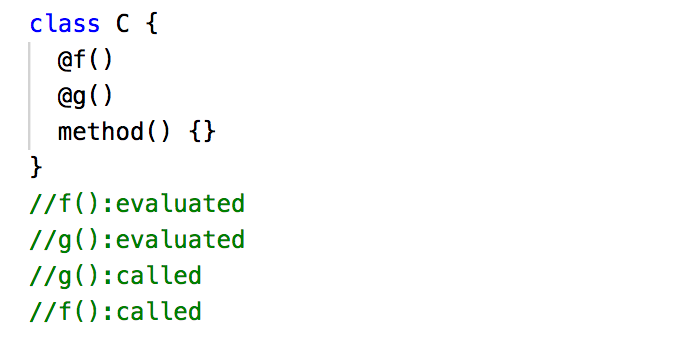 class C {
  @f()
  @g()
  method() {}
}
//f():evaluated
//g():evaluated
//g():called
//f():called